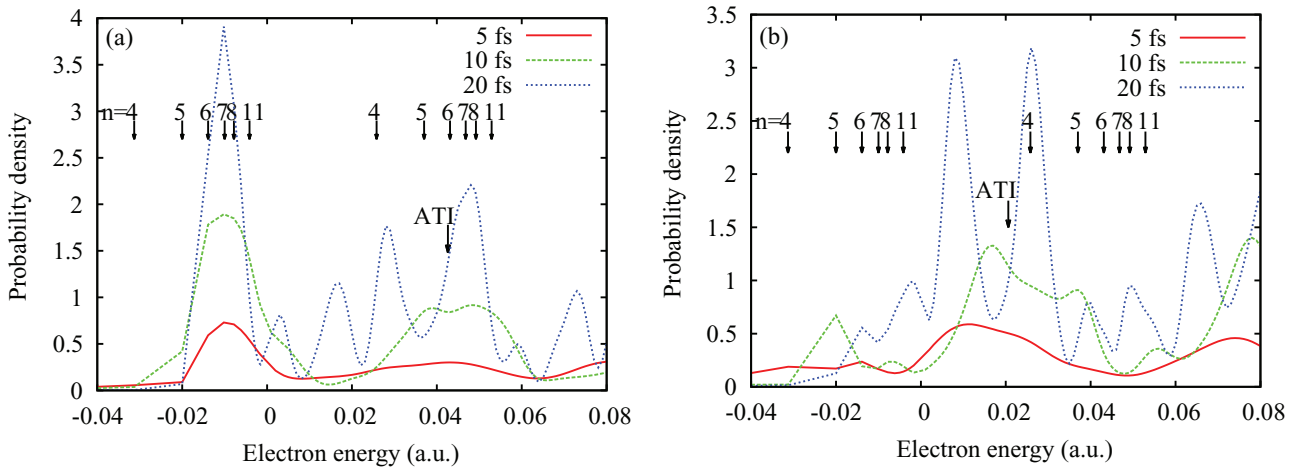 (a)
5 fs
10 fs
20 fs
n=4 5 6 7 8 11 4 5 6 7 8 11
ATI
Probability density
0 0.5 1 1.5 2 2.5 3 3.5 4
-0.04 -0.02 0 0.02 0.04 0.06 0.08
Electron energy (a.u.)
(b)
5 fs
10 fs
20 fs
n=4 5 6 7 8 11 4 5 6 7 8 11
ATI
Probability density
0 0.5 1 1.5 2 2.5 3 3.5
-0.04 -0.02 0 0.02 0.04 0.06 0.08
Electron energy (a.u.)